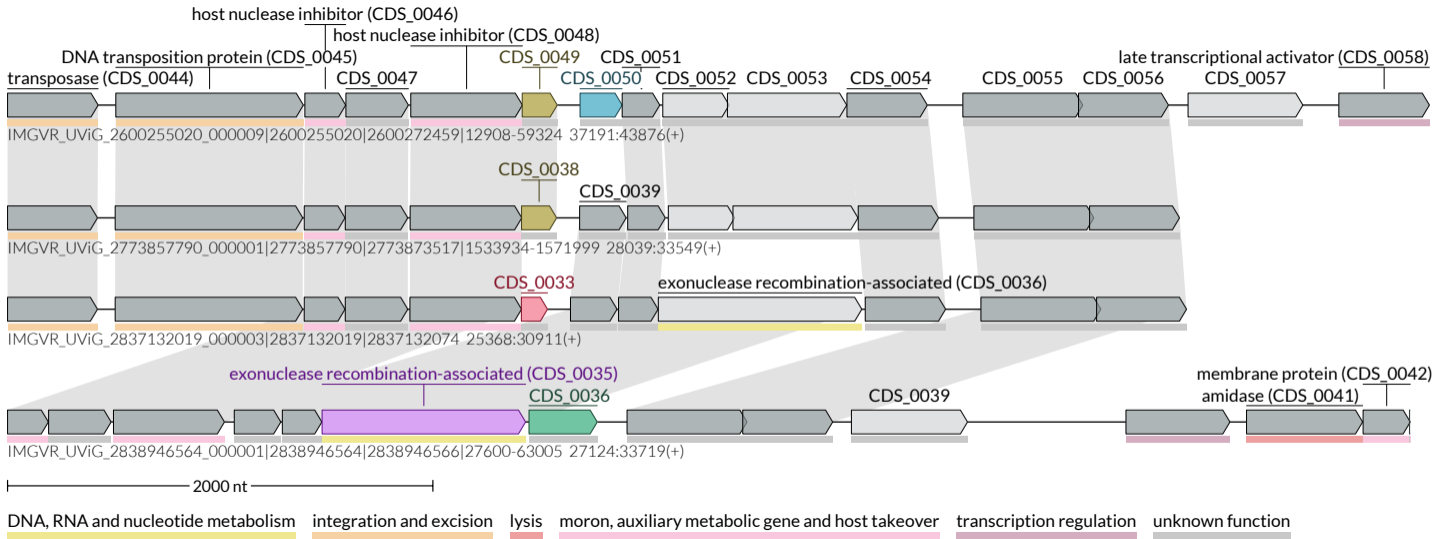 host nuclease inhibitor (CDS_0046)
host nuclease inhibitor (CDS_0048)
DNA transposition protein (CDS_0045) CDS_0049 CDS_0051 late transcriptional activator (CDS_0058)
transposase (CDS_0044) CDS_0047 CDS_0050 CDS_0052 CDS_0053 CDS_0054 CDS_0055 CDS_0056 CDS_0057
IMGVR_UViG_2600255020_000009|2600255020|2600272459|12908-59324 37191:43876(+)
CDS_0038
CDS_0039
IMGVR_UViG_2773857790_000001|2773857790|2773873517|1533934-1571999 28039:33549(+)
CDS_0033 exonuclease recombination-associated (CDS_0036)
IMGVR_UViG_2837132019_000003|2837132019|2837132074 25368:30911(+)
exonuclease recombination-associated (CDS_0035) membrane protein (CDS_0042)
CDS_0036 CDS_0039 amidase (CDS_0041)
IMGVR_UViG_2838946564_000001|2838946564|2838946566|27600-63005 27124:33719(+)
2000 nt
DNA, RNA and nucleotide metabolism integration and excision lysis moron, auxiliary metabolic gene and host takeover transcription regulation unknown function